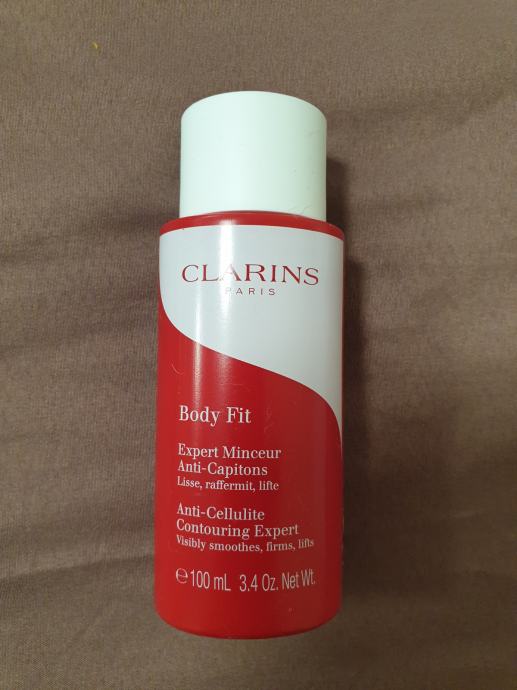 CLARINS
PARIS
Body Fit
Expert Minceur
Anti-Capitons
Lisse, raffermit, lifte
Anti-Cellulite
Contouring Expert
Visibly smoothes, firms, lifts
℮100 mL 3.4 Oz. Net Wt.